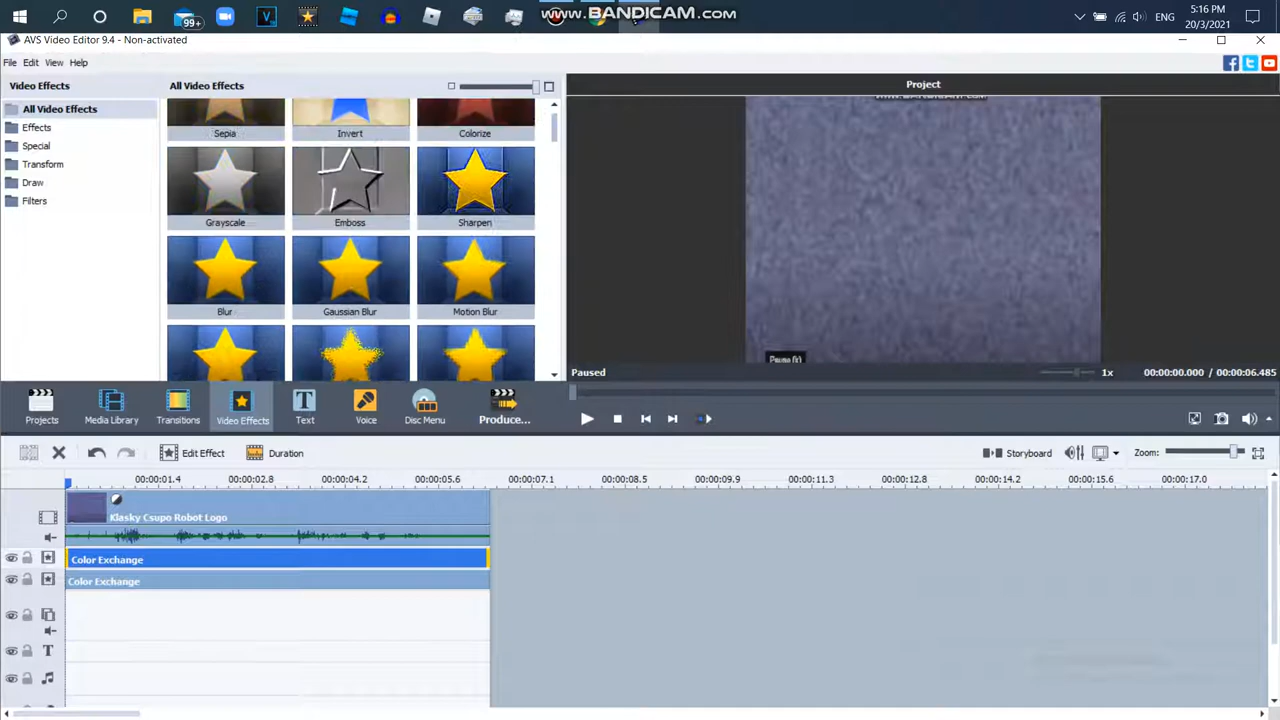 99+
WWW.BANDICAM.COM
5:16 PM
ENG
20/3/2021
AVS Video Editor 9.4 - Non-activated
File Edit View Help
Video Effects
All Video Effects
Project
All Video Effects
Effects
Special
Transform
Draw
Filters
Sepia
Invert
Colorize
Grayscale
Emboss
Sharpen
Blur
Gaussian Blur
Motion Blur
WWW.BANDICAM.COM
Pause (k)
Paused
1x
00:00:00.000 / 00:00:06.485
Projects
Media Library
Transitions
Video Effects
Text
Voice
Disc Menu
Produce...
Edit Effect
Duration
Storyboard
Zoom:
00:00:01.4 00:00:02.8 00:00:04.2 00:00:05.6 00:00:07.1 00:00:08.5 00:00:09.9 00:00:11.3 00:00:12.8 00:00:14.2 00:00:15.6 00:00:17.0
Klasky Csupo Robot Logo
Color Exchange
Color Exchange
T